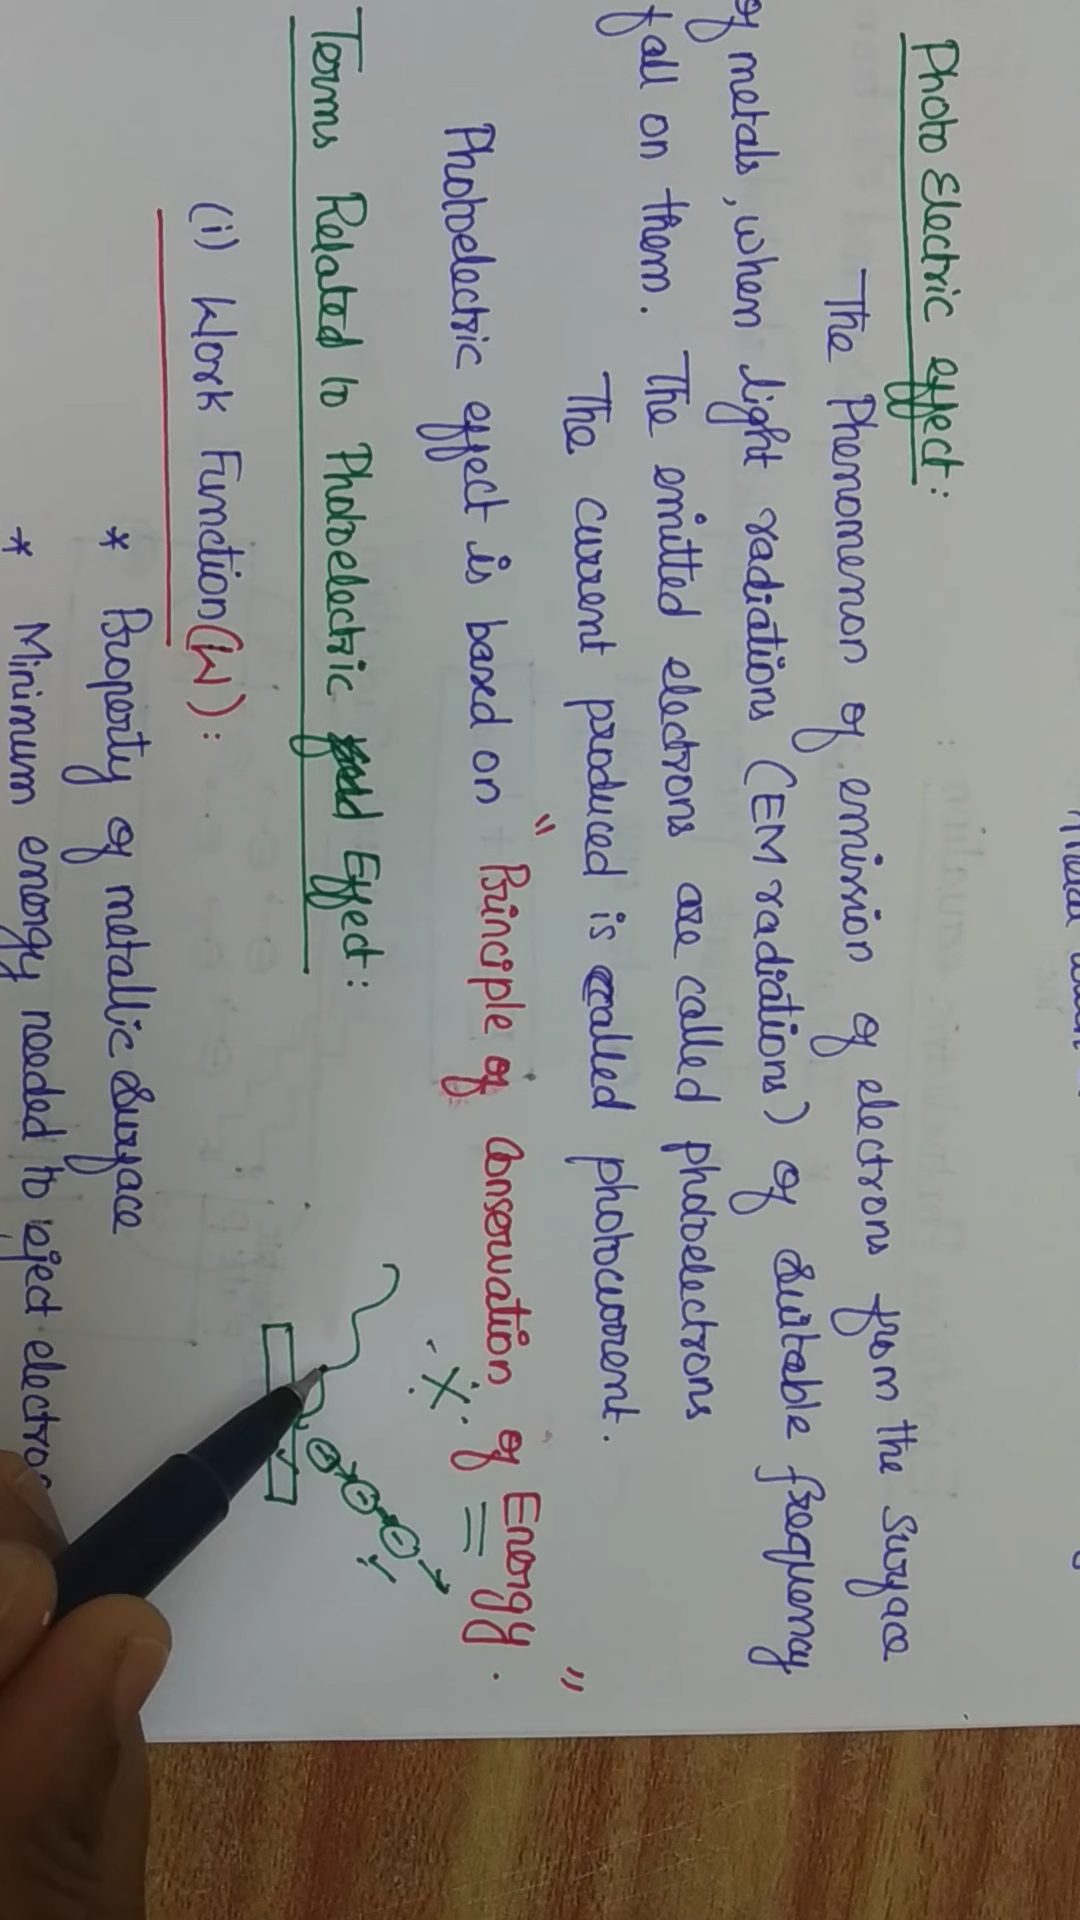 Photo Electric effect:
The Phenomenon of emission of electrons from the surface
of metals, when light radiations (EM radiations) of suitable frequency
fall on them. The emitted electrons are called photoelectrons
The current produced is called photocurrent.
Photoelectric effect is based on "Principle of Conservation of Energy."
Terms Related to Photoelectric Effect:
(i) Work Function(W):
* Property of metallic surface
* Minimum energy needed to eject electron